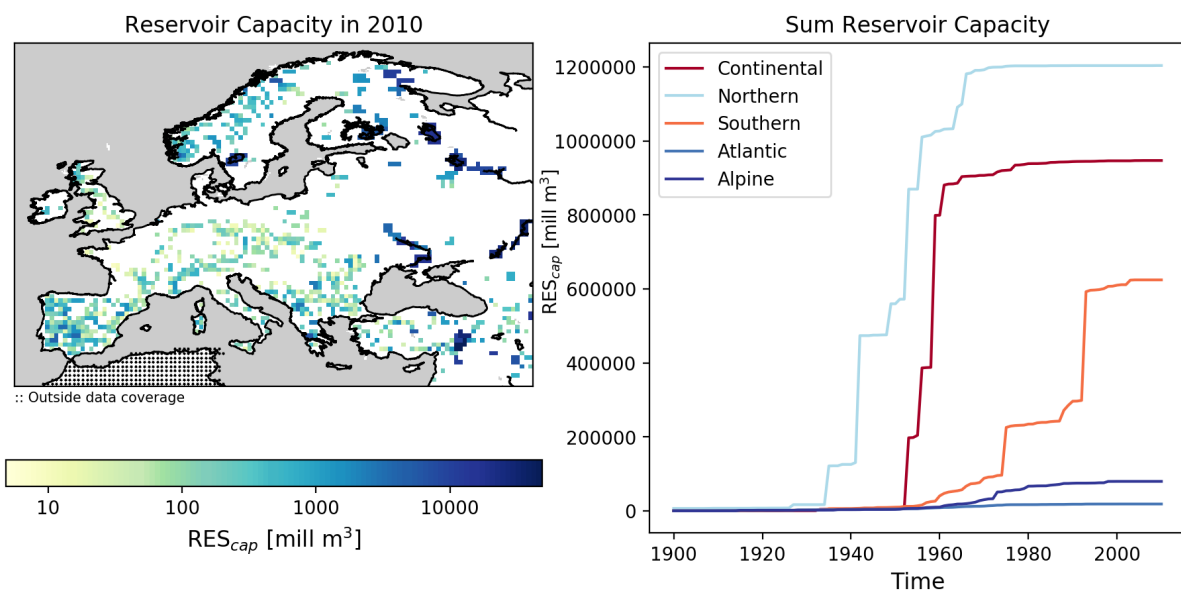 Reservoir Capacity in 2010
:: Outside data coverage
10 100 1000 10000
RES_cap [mill m³]
Sum Reservoir Capacity
RES_cap [mill m³]
1200000
1000000
800000
600000
400000
200000
0
Continental
Northern
Southern
Atlantic
Alpine
1900 1920 1940 1960 1980 2000
Time